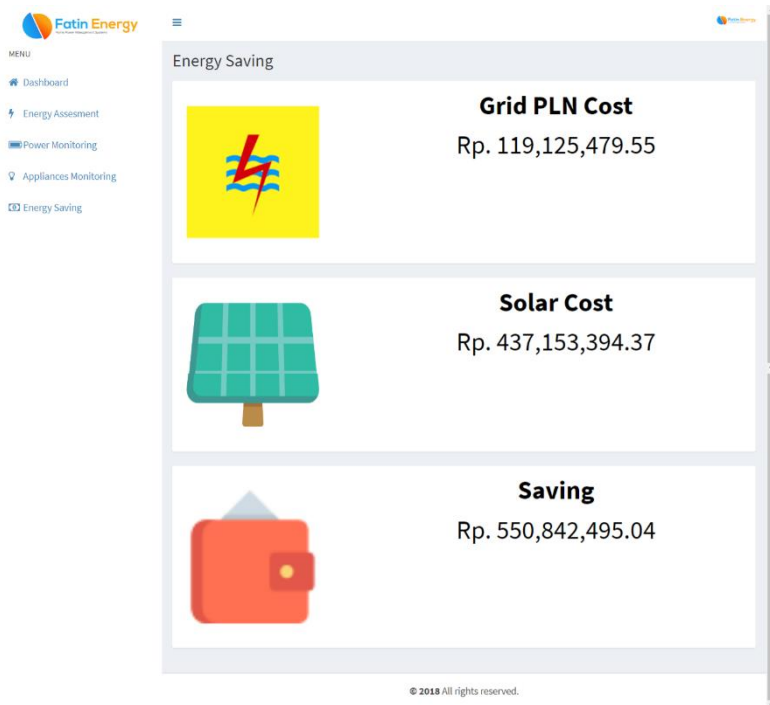 Fatin Energy
MENU
Dashboard
Energy Assesment
Power Monitoring
Appliances Monitoring
Energy Saving
Fatin Energy
Energy Saving
Grid PLN Cost
Rp. 119,125,479.55
Solar Cost
Rp. 437,153,394.37
Saving
Rp. 550,842,495.04
© 2018 All rights reserved.